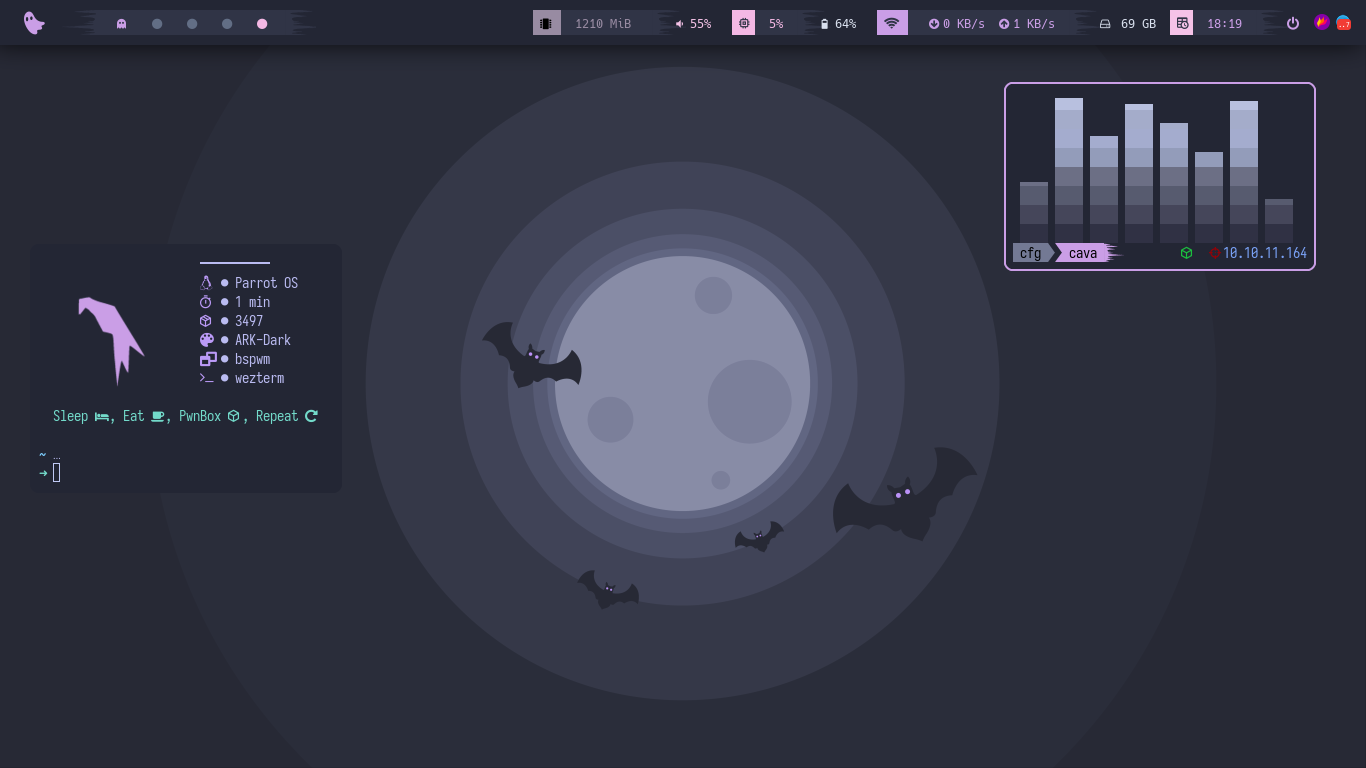 1210 MiB 55% 5% 64% 0 KB/s 1 KB/s 69 GB 18:19
cfg cava 10.10.11.164
Parrot OS
1 min
3497
ARK-Dark
bspwm
wezterm
Sleep , Eat , PwnBox , Repeat
~ …
➜